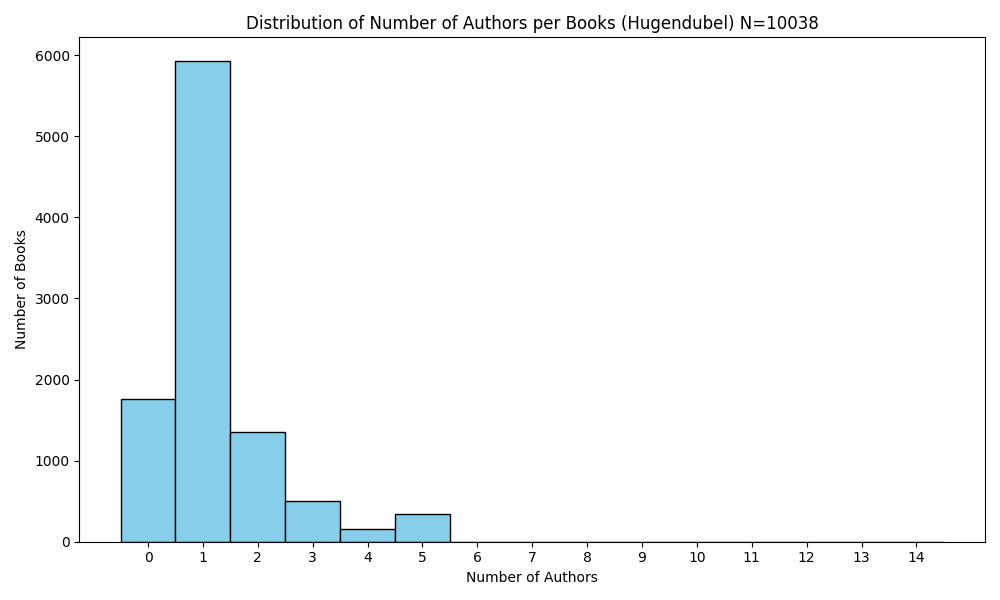 Distribution of Number of Authors per Books (Hugendubel) N=10038
Number of Books
6000
5000
4000
3000
2000
1000
0
0 1 2 3 4 5 6 7 8 9 10 11 12 13 14
Number of Authors